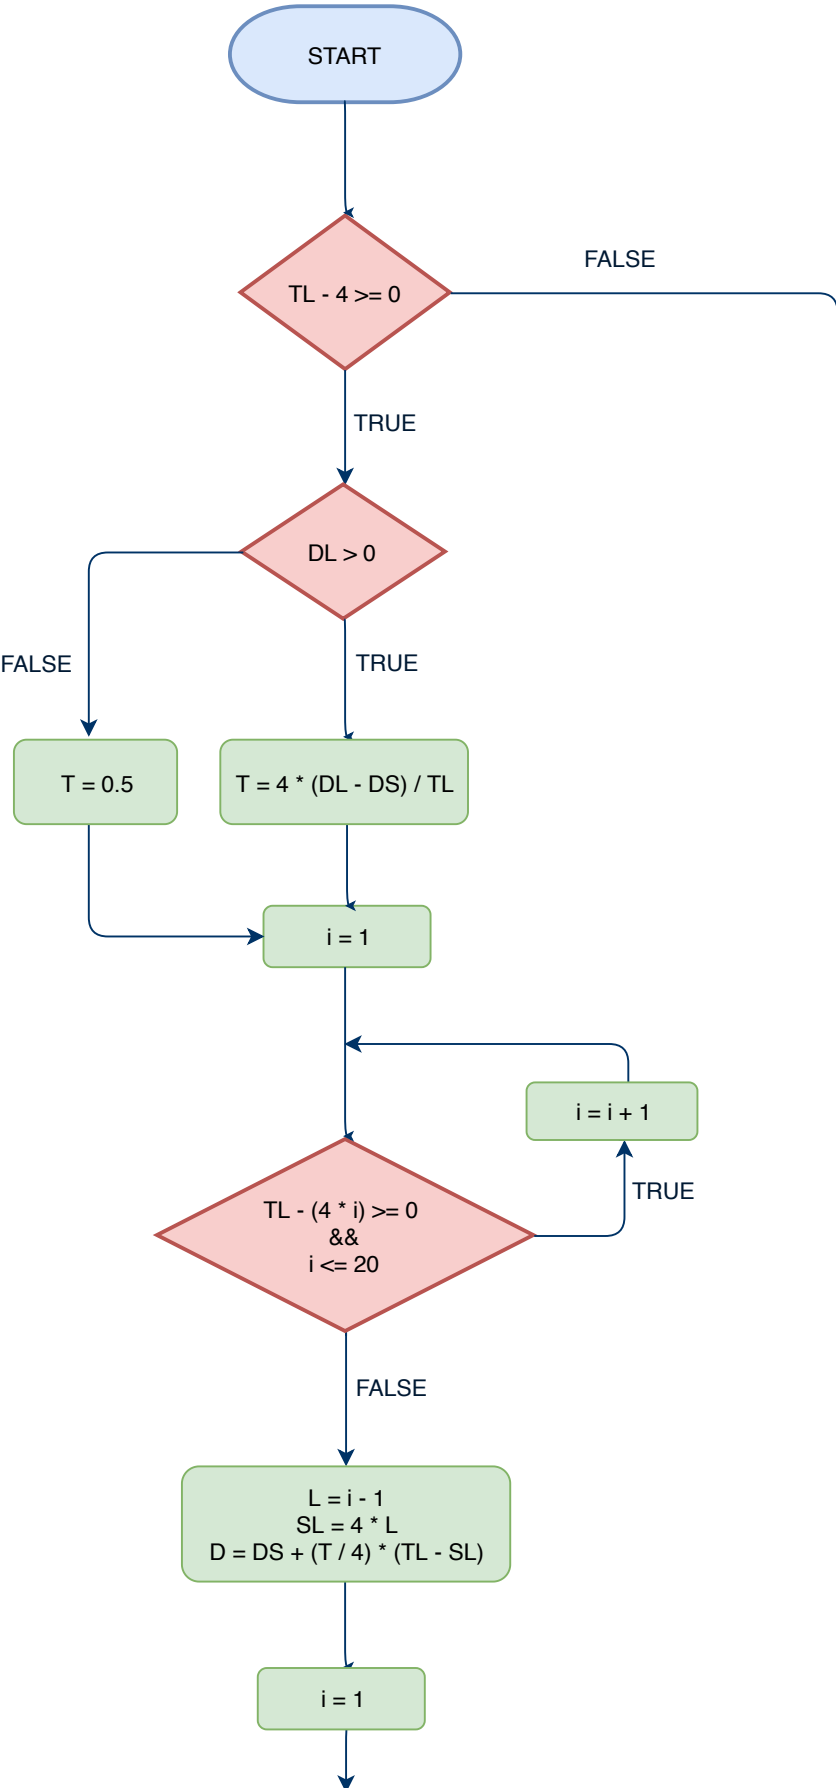 START
TL - 4 >= 0
FALSE
TRUE
DL > 0
FALSE
TRUE
T = 0.5
T = 4 * (DL - DS) / TL
i = 1
i = i + 1
TRUE
TL - (4 * i) >= 0
&&
i <= 20
FALSE
L = i - 1
SL = 4 * L
D = DS + (T / 4) * (TL - SL)
i = 1